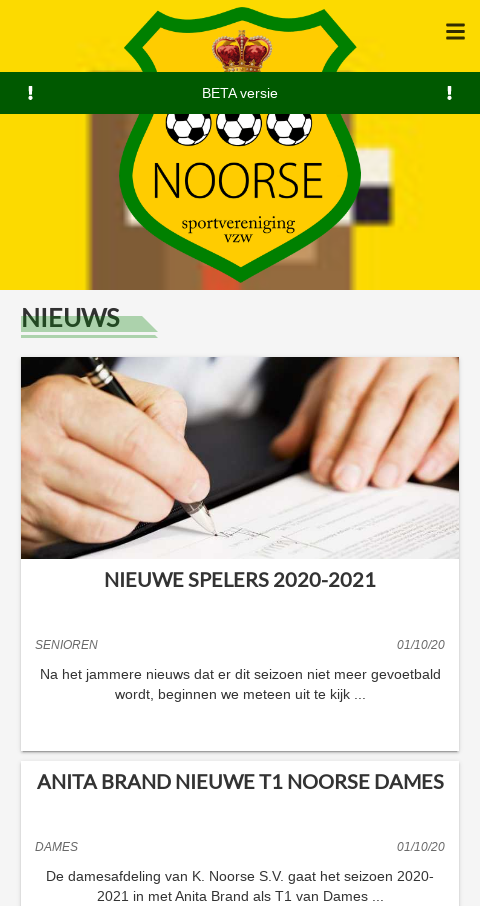 BETA versie
NOORSE
sportvereniging
vzw
NIEUWS
NIEUWE SPELERS 2020-2021
SENIOREN 01/10/20
Na het jammere nieuws dat er dit seizoen niet meer gevoetbald
wordt, beginnen we meteen uit te kijk ...
ANITA BRAND NIEUWE T1 NOORSE DAMES
DAMES 01/10/20
De damesafdeling van K. Noorse S.V. gaat het seizoen 2020-
2021 in met Anita Brand als T1 van Dames ...